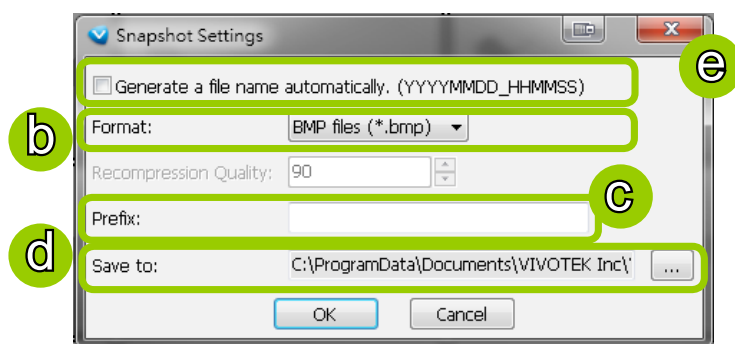 Snapshot Settings
e
Generate a file name automatically. (YYYYMMDD_HHMMSS)
b
Format: BMP files (*.bmp)
Recompression Quality: 90
c
Prefix:
d
Save to: C:\ProgramData\Documents\VIVOTEK Inc\ ...
OK Cancel